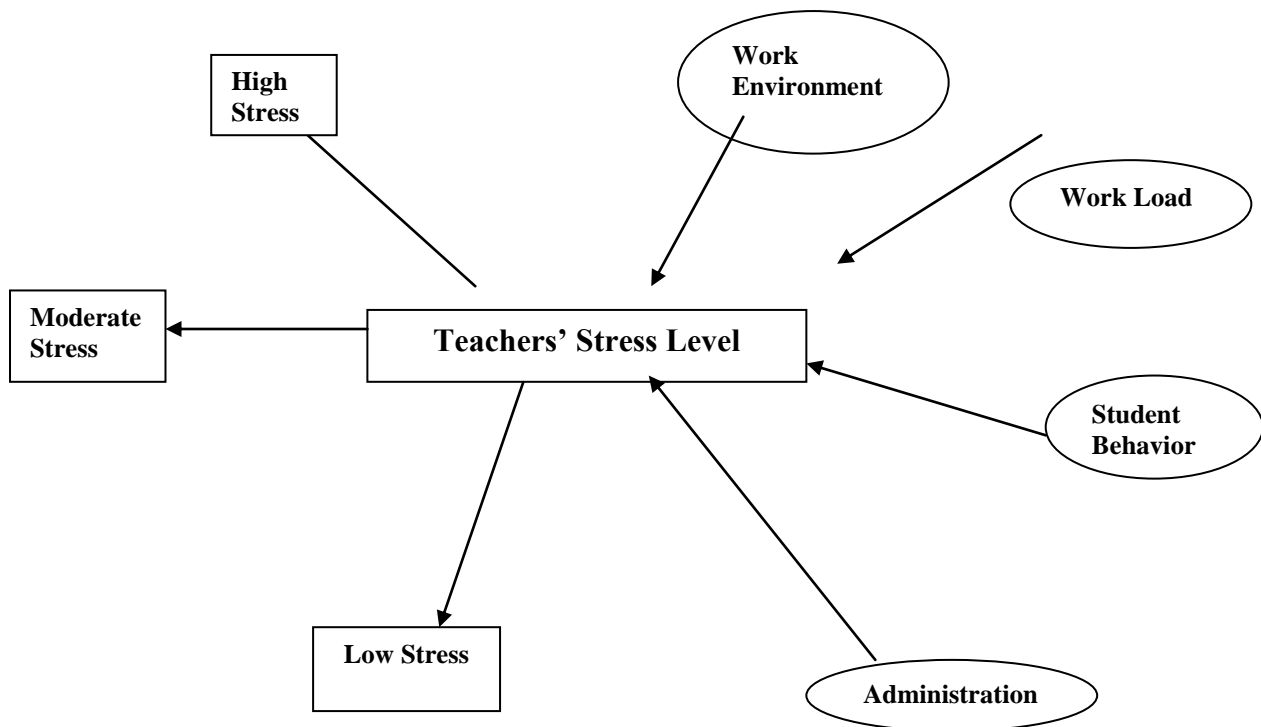 Work
Environment
High
Stress
Work Load
Moderate
Stress
Teachers’ Stress Level
Student
Behavior
Low Stress
Administration